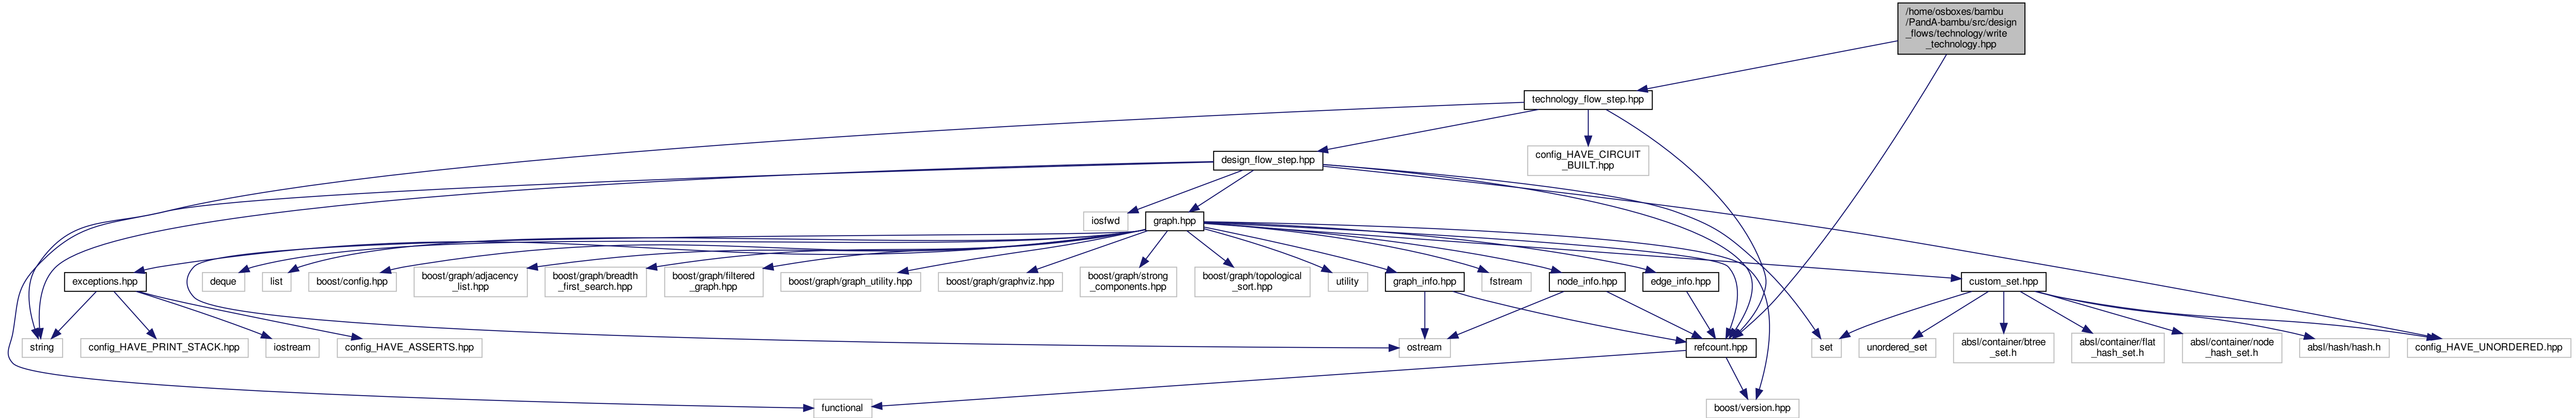 /home/osboxes/bambu
/PandA-bambu/src/design
_flows/technology/write
_technology.hpp
technology_flow_step.hpp
design_flow_step.hpp
config_HAVE_CIRCUIT
_BUILT.hpp
iosfwd
graph.hpp
exceptions.hpp
deque
list
boost/config.hpp
boost/graph/adjacency
_list.hpp
boost/graph/breadth
_first_search.hpp
boost/graph/filtered
_graph.hpp
boost/graph/graph_utility.hpp
boost/graph/graphviz.hpp
boost/graph/strong
_components.hpp
boost/graph/topological
_sort.hpp
utility
graph_info.hpp
fstream
node_info.hpp
edge_info.hpp
custom_set.hpp
string
config_HAVE_PRINT_STACK.hpp
iostream
config_HAVE_ASSERTS.hpp
ostream
refcount.hpp
set
unordered_set
absl/container/btree
_set.h
absl/container/flat
_hash_set.h
absl/container/node
_hash_set.h
absl/hash/hash.h
config_HAVE_UNORDERED.hpp
functional
boost/version.hpp